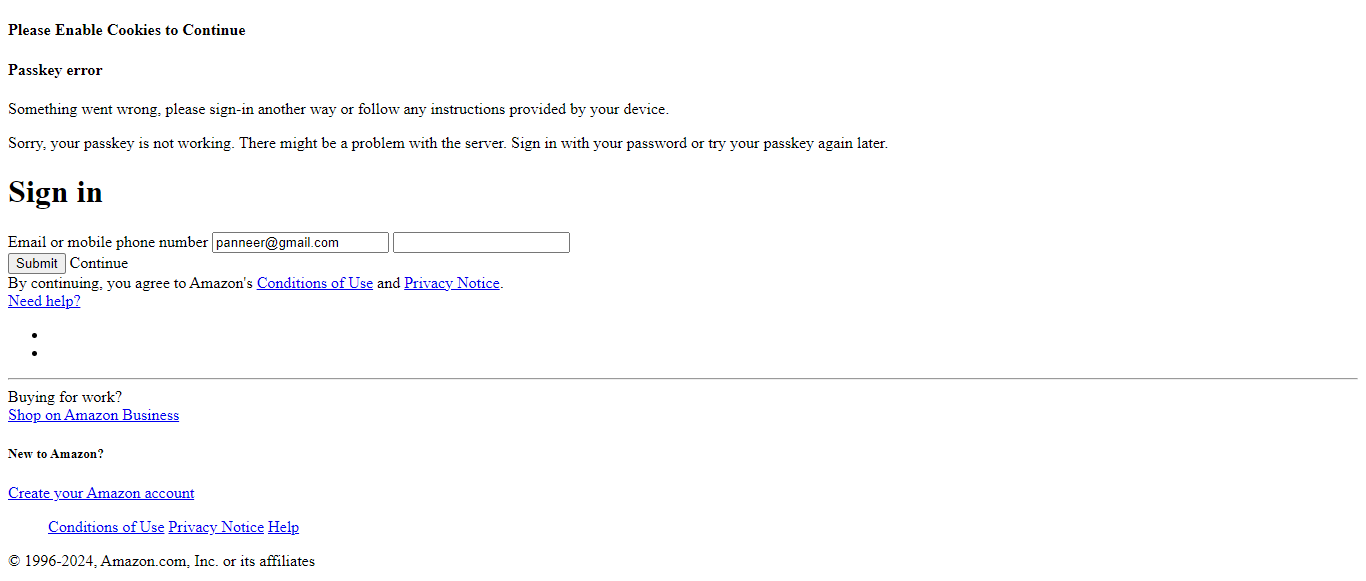 Please Enable Cookies to Continue
Passkey error
Something went wrong, please sign-in another way or follow any instructions provided by your device.
Sorry, your passkey is not working. There might be a problem with the server. Sign in with your password or try your passkey again later.
Sign in
Email or mobile phone number panneer@gmail.com
Submit Continue
By continuing, you agree to Amazon's Conditions of Use and Privacy Notice.
Need help?
Buying for work?
Shop on Amazon Business
New to Amazon?
Create your Amazon account
Conditions of Use Privacy Notice Help
© 1996-2024, Amazon.com, Inc. or its affiliates